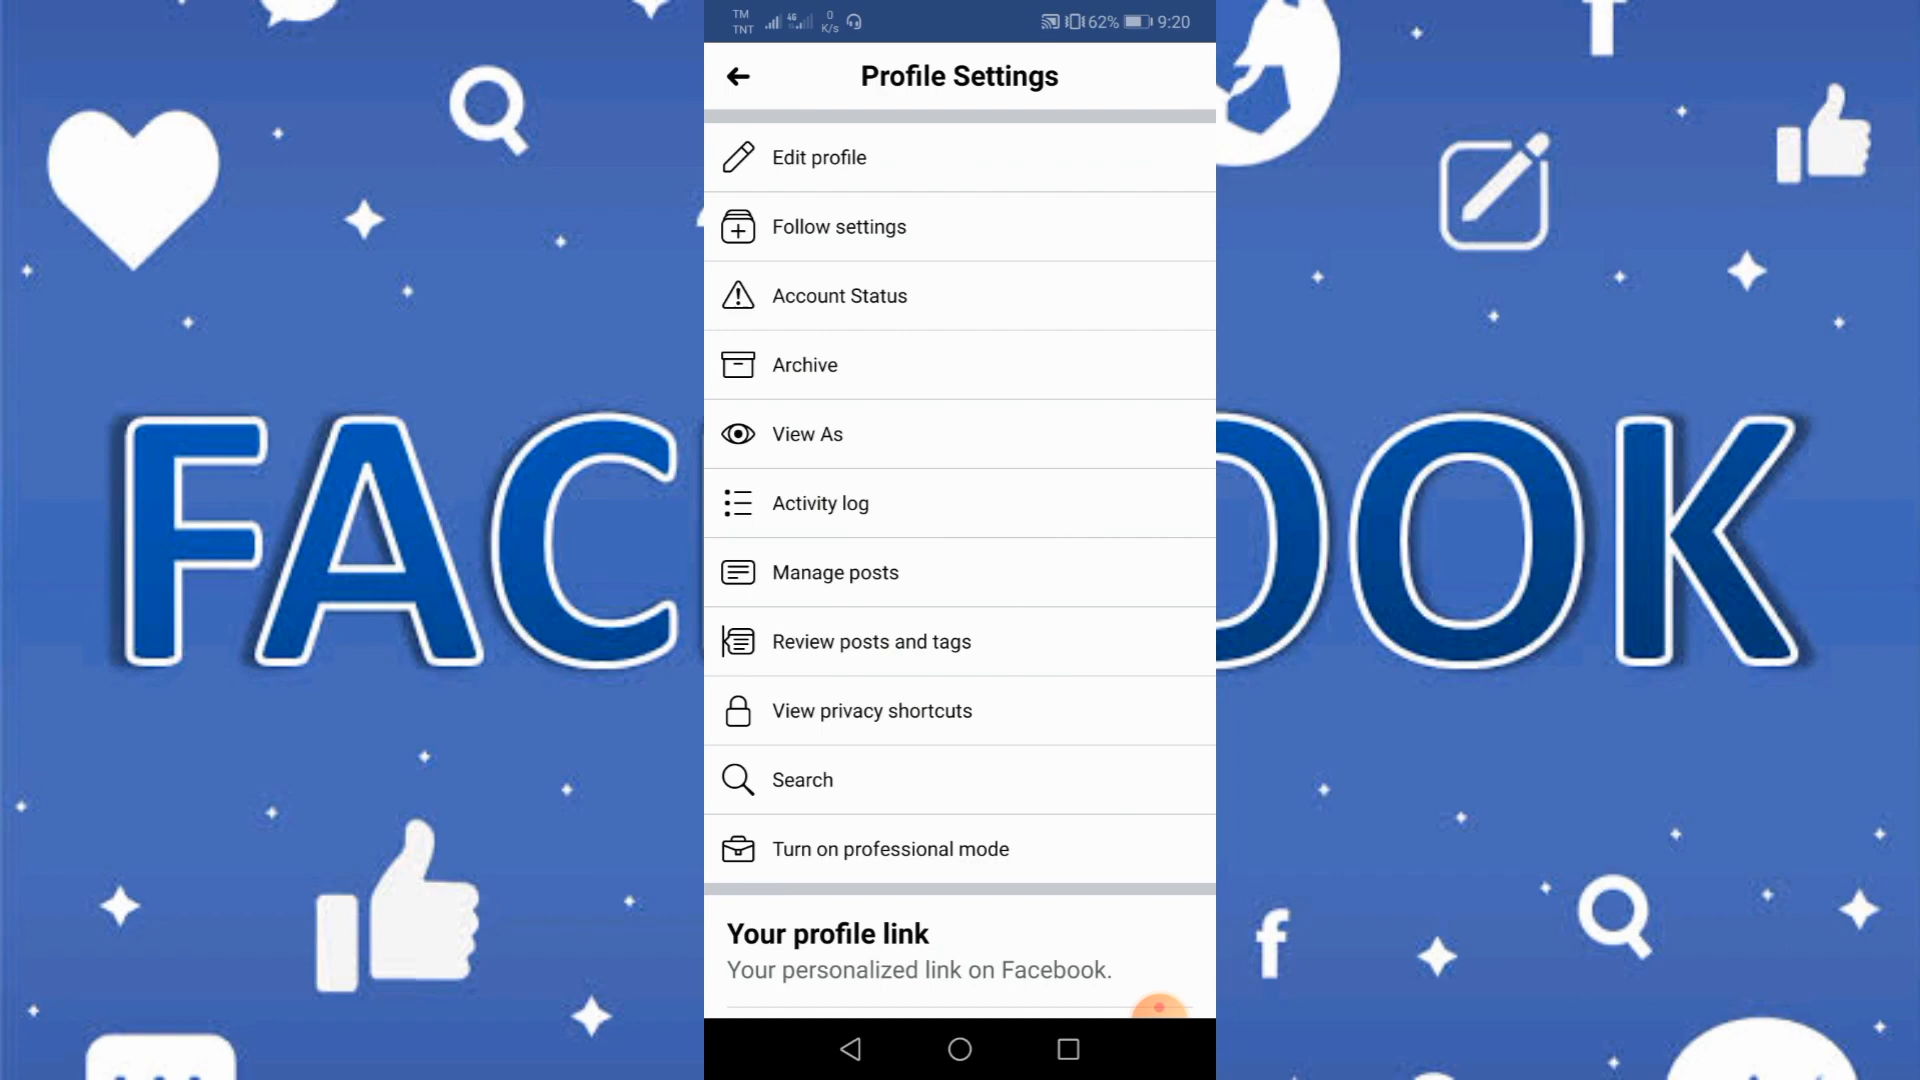 TM
TNT
4G
0
K/s
62%
9:20
Profile Settings
Edit profile
Follow settings
Account Status
Archive
View As
Activity log
Manage posts
Review posts and tags
View privacy shortcuts
Search
Turn on professional mode
Your profile link
Your personalized link on Facebook.
FAC OOK
f